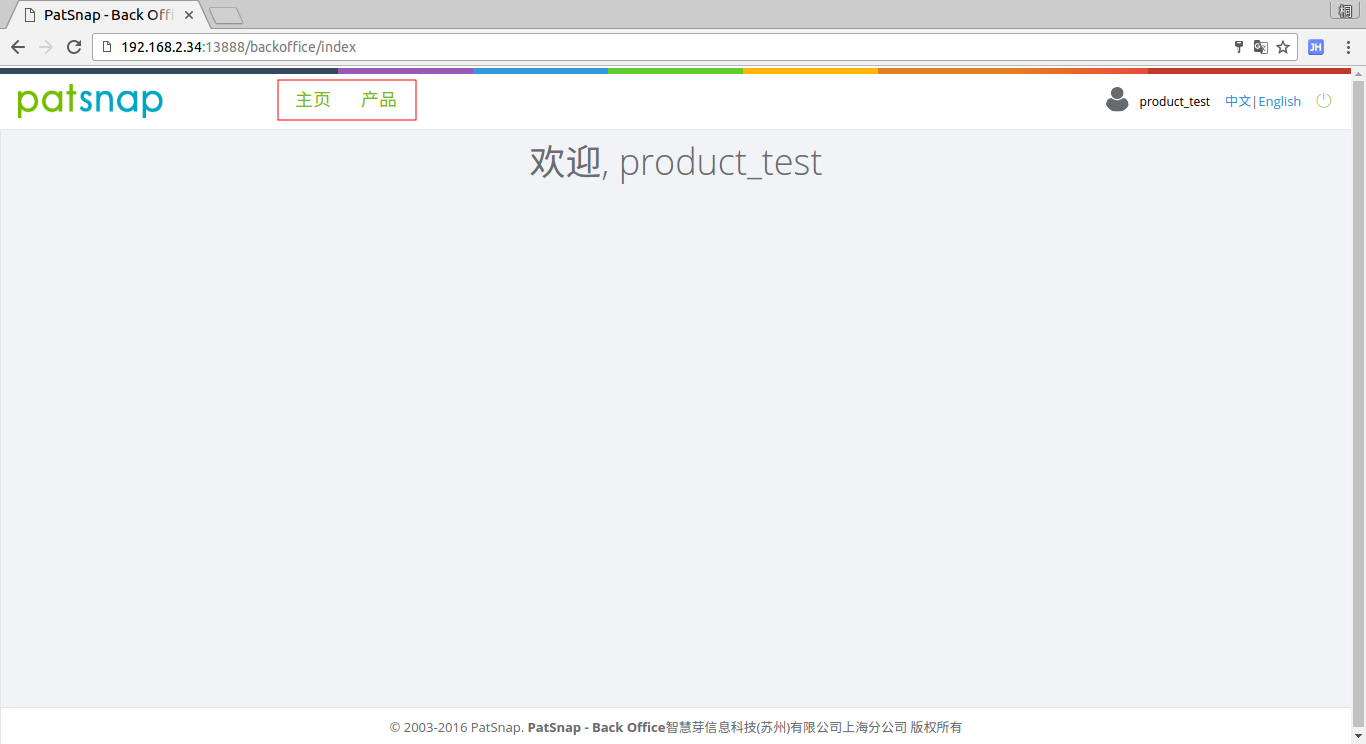 PatSnap - Back Offi
192.168.2.34:13888/backoffice/index
JH
patsnap
主页 产品
product_test 中文|English
欢迎, product_test
© 2003-2016 PatSnap. PatSnap - Back Office智慧芽信息科技(苏州)有限公司上海分公司 版权所有